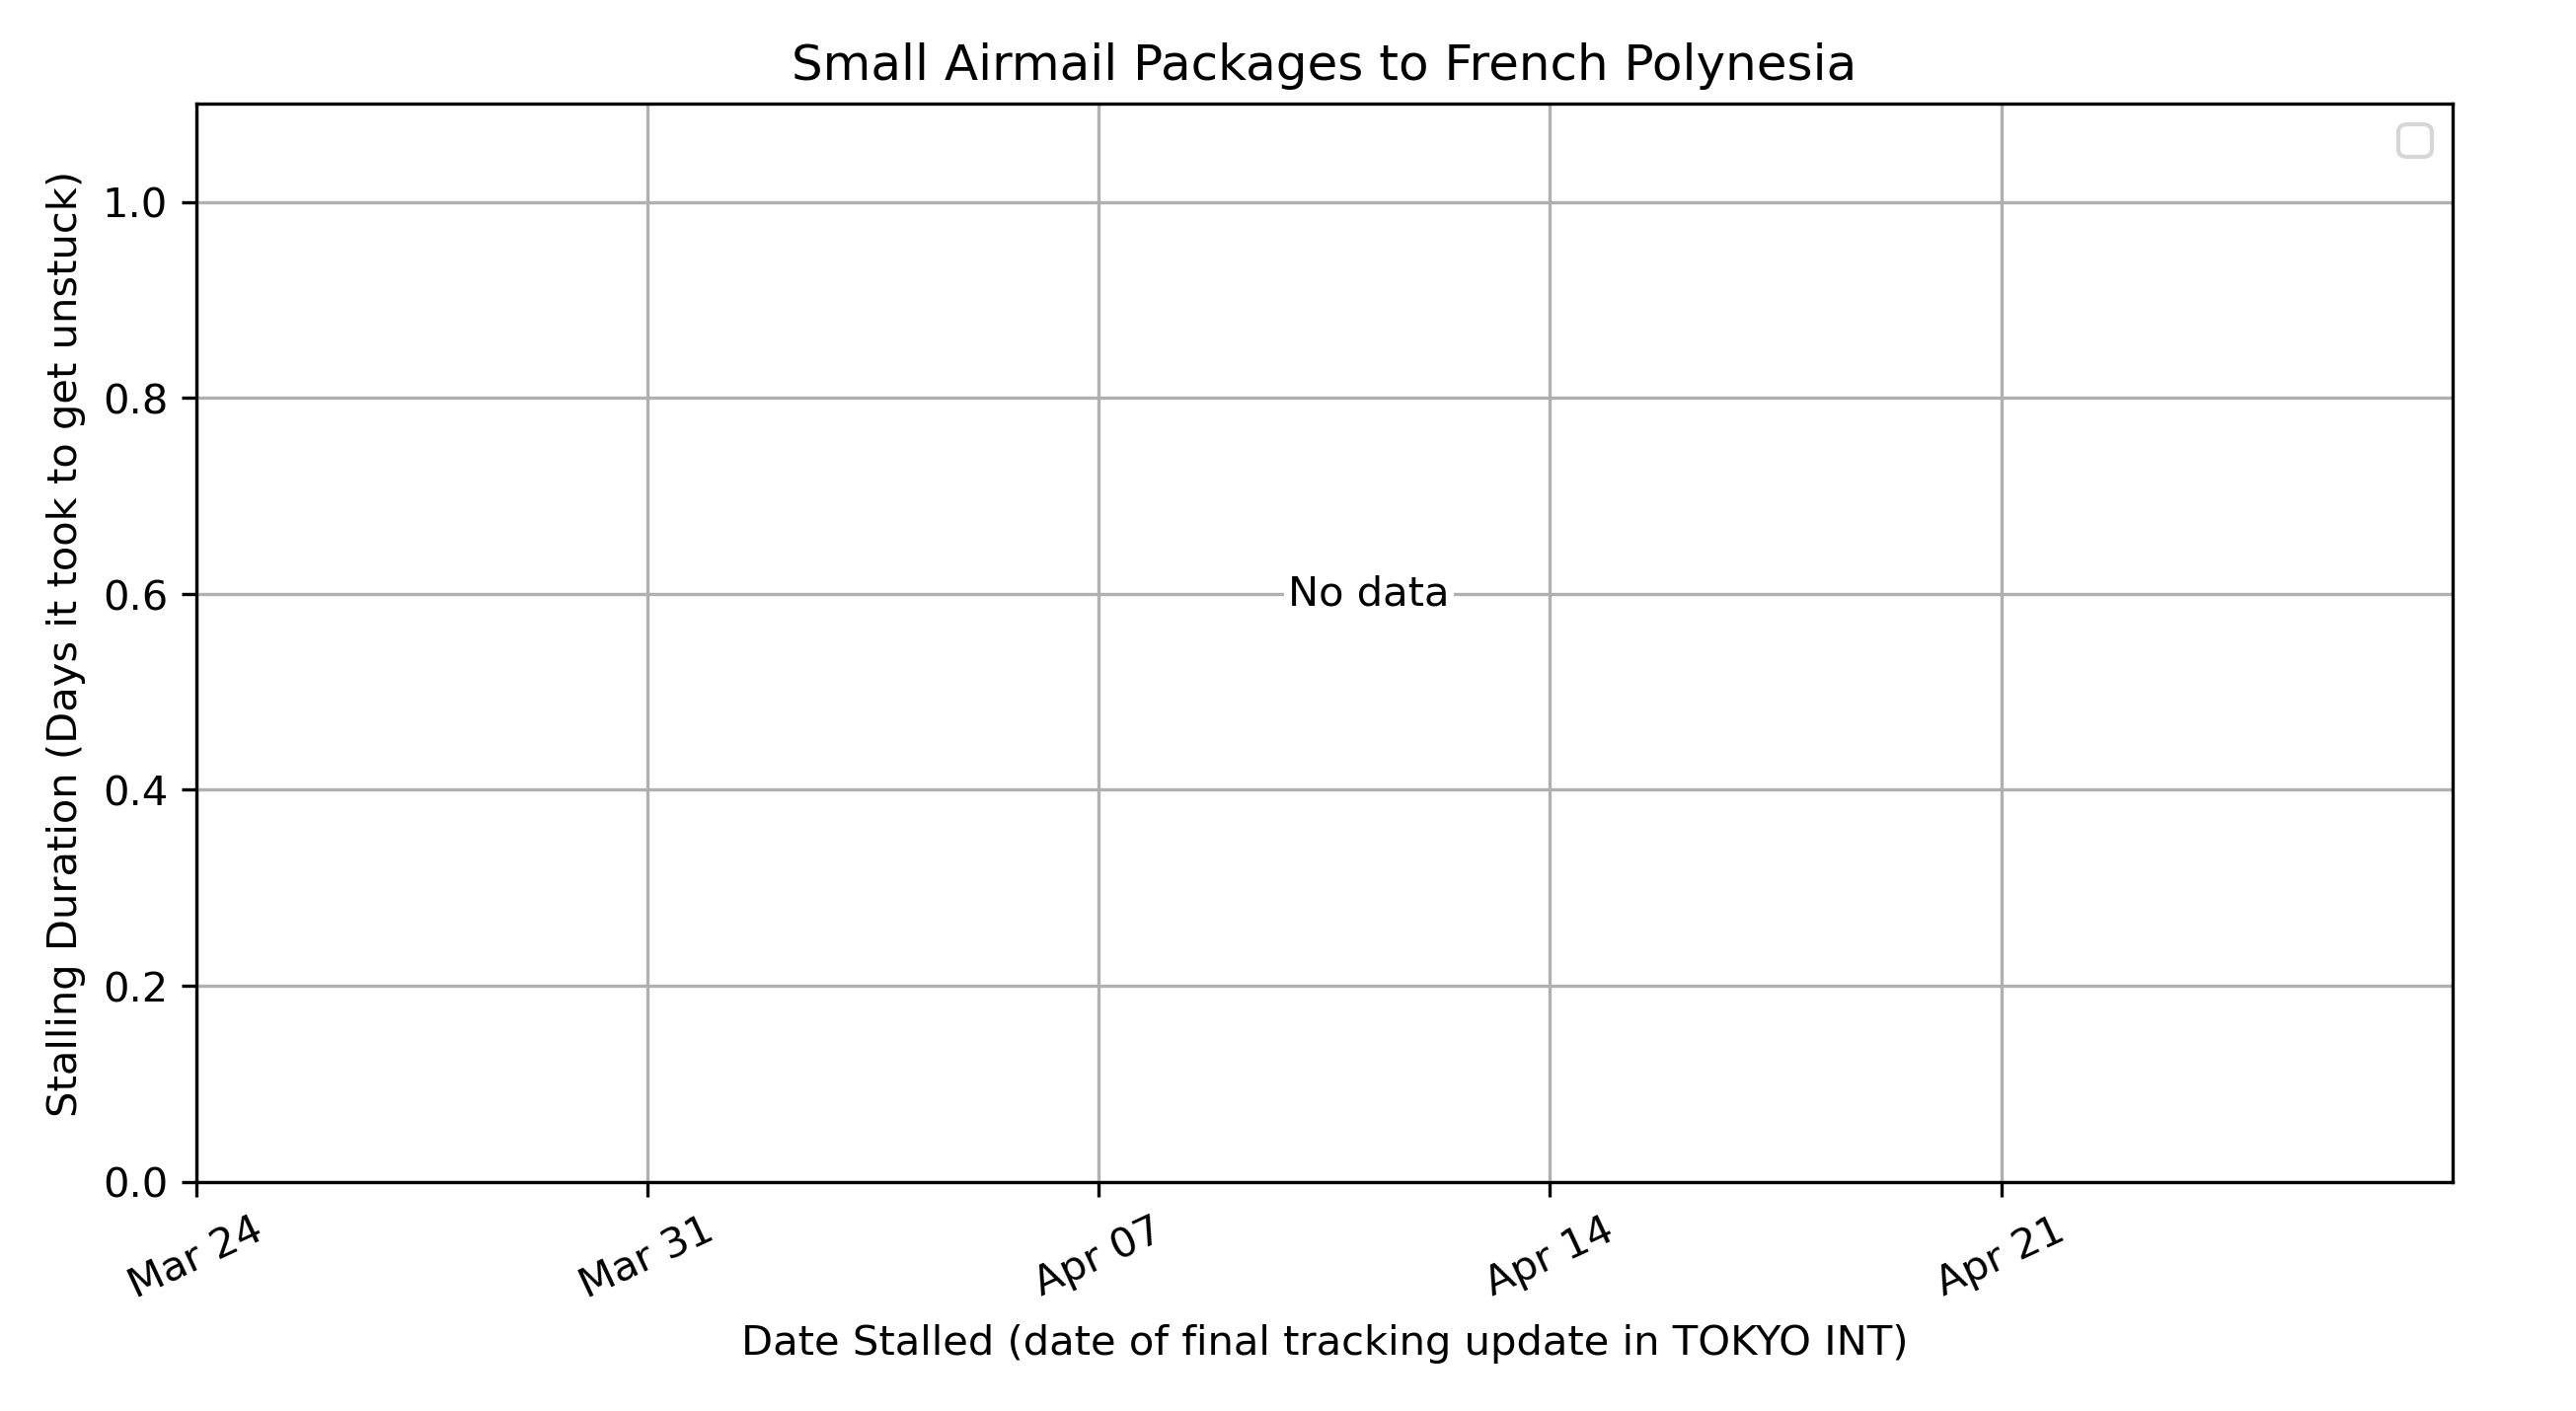 Small Airmail Packages to French Polynesia
Stalling Duration (Days it took to get unstuck)
1.0
0.8
0.6
0.4
0.2
0.0
No data
Mar 24
Mar 31
Apr 07
Apr 14
Apr 21
Date Stalled (date of final tracking update in TOKYO INT)